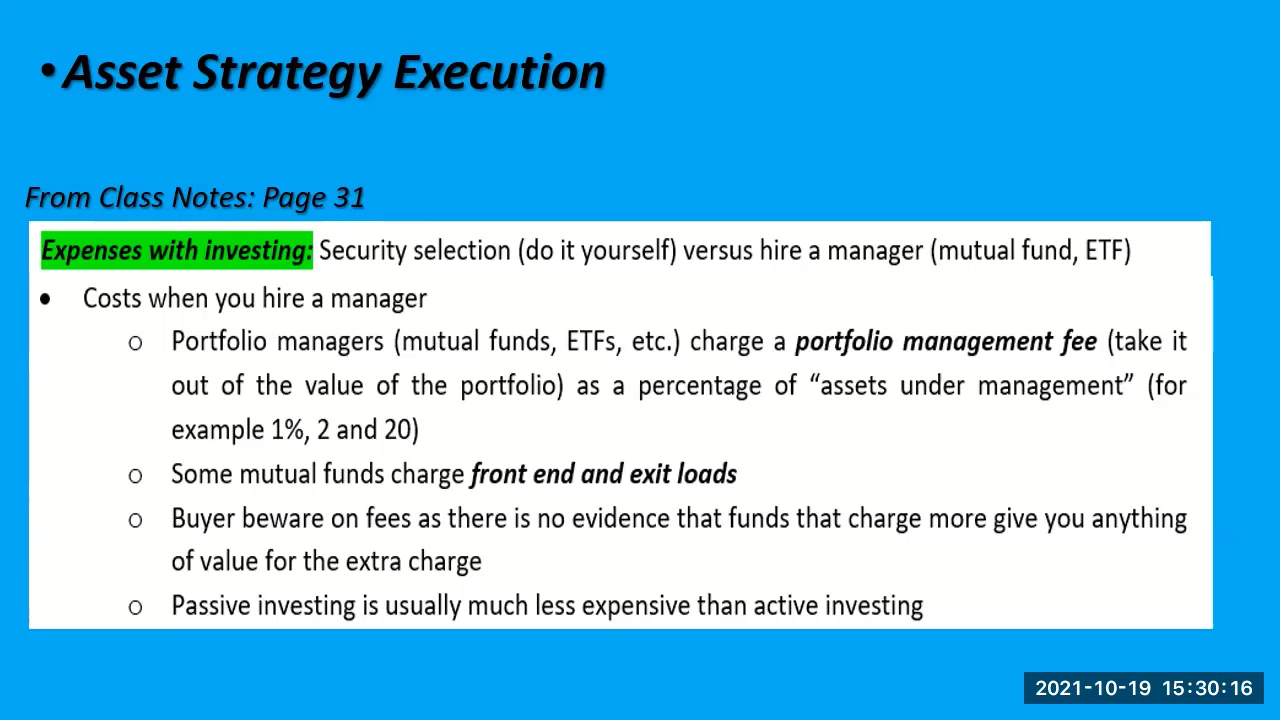 •Asset Strategy Execution
From Class Notes: Page 31
Expenses with investing: Security selection (do it yourself) versus hire a manager (mutual fund, ETF)
• Costs when you hire a manager
o Portfolio managers (mutual funds, ETFs, etc.) charge a portfolio management fee (take it
out of the value of the portfolio) as a percentage of “assets under management” (for
example 1%, 2 and 20)
o Some mutual funds charge front end and exit loads
o Buyer beware on fees as there is no evidence that funds that charge more give you anything
of value for the extra charge
o Passive investing is usually much less expensive than active investing
2021-10-19 15:30:16